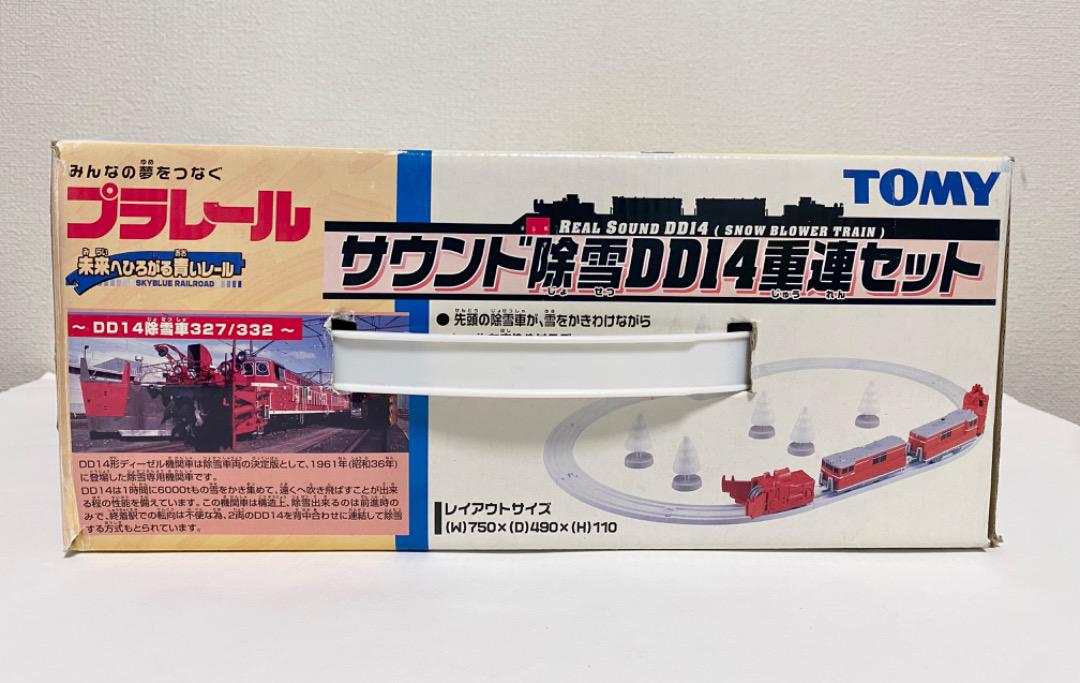 みんなの夢をつなぐ
プラレール
未来へひろがる青いレール
SKYBLUE RAILROAD
TOMY
REAL SOUND DD14 ( SNOW BLOWER TRAIN )
サウンド除雪DD14重連セット
~ DD14除雪車327/332 ~
● 先頭の除雪車が、雪をかきわけながら
DD14形ディーゼル機関車は除雪車両の決定版として、1961年(昭和36年)
に登場した除雪専用機関車です。
DD14は1時間に6000tもの雪をかき集めて、遠くへ吹き飛ばすことが出来
る程の性能を備えています。この機関車は構造上、除雪出来るのは前進時の
みで、終着駅での転向は不便な為、2両のDD14を背中合わせに連結して除雪
する方式もとられています。
レイアウトサイズ
(W)750×(D)490×(H)110